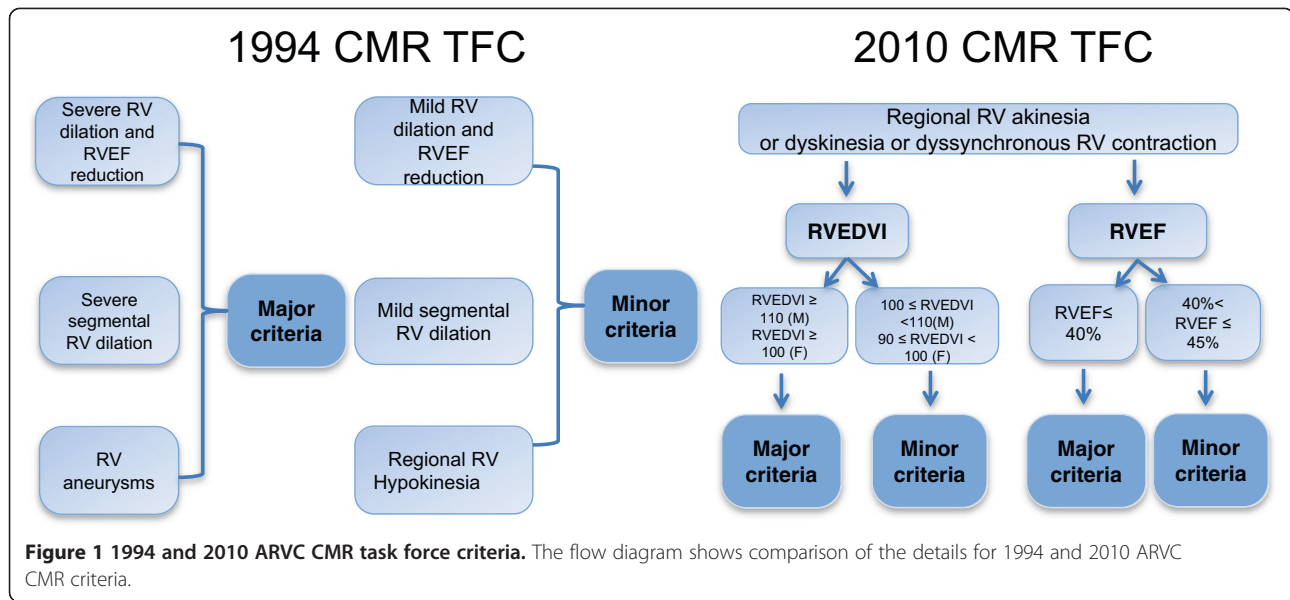 1994 CMR TFC
Severe RV
dilation and
RVEF
reduction
Severe
segmental
RV dilation
RV
aneurysms
Major
criteria
Mild RV
dilation and
RVEF
reduction
Mild segmental
RV dilation
Regional RV
Hypokinesia
Minor
criteria
2010 CMR TFC
Regional RV akinesia
or dyskinesia or dyssynchronous RV contraction
RVEDVI
RVEF
RVEDVI ≥
110 (M)
RVEDVI ≥
100 (F)
100 ≤ RVEDVI
<110(M)
90 ≤ RVEDVI <
100 (F)
RVEF≤
40%
40%<
RVEF ≤
45%
Major
criteria
Minor
criteria
Major
criteria
Minor
criteria
Figure 1 1994 and 2010 ARVC CMR task force criteria. The flow diagram shows comparison of the details for 1994 and 2010 ARVC
CMR criteria.